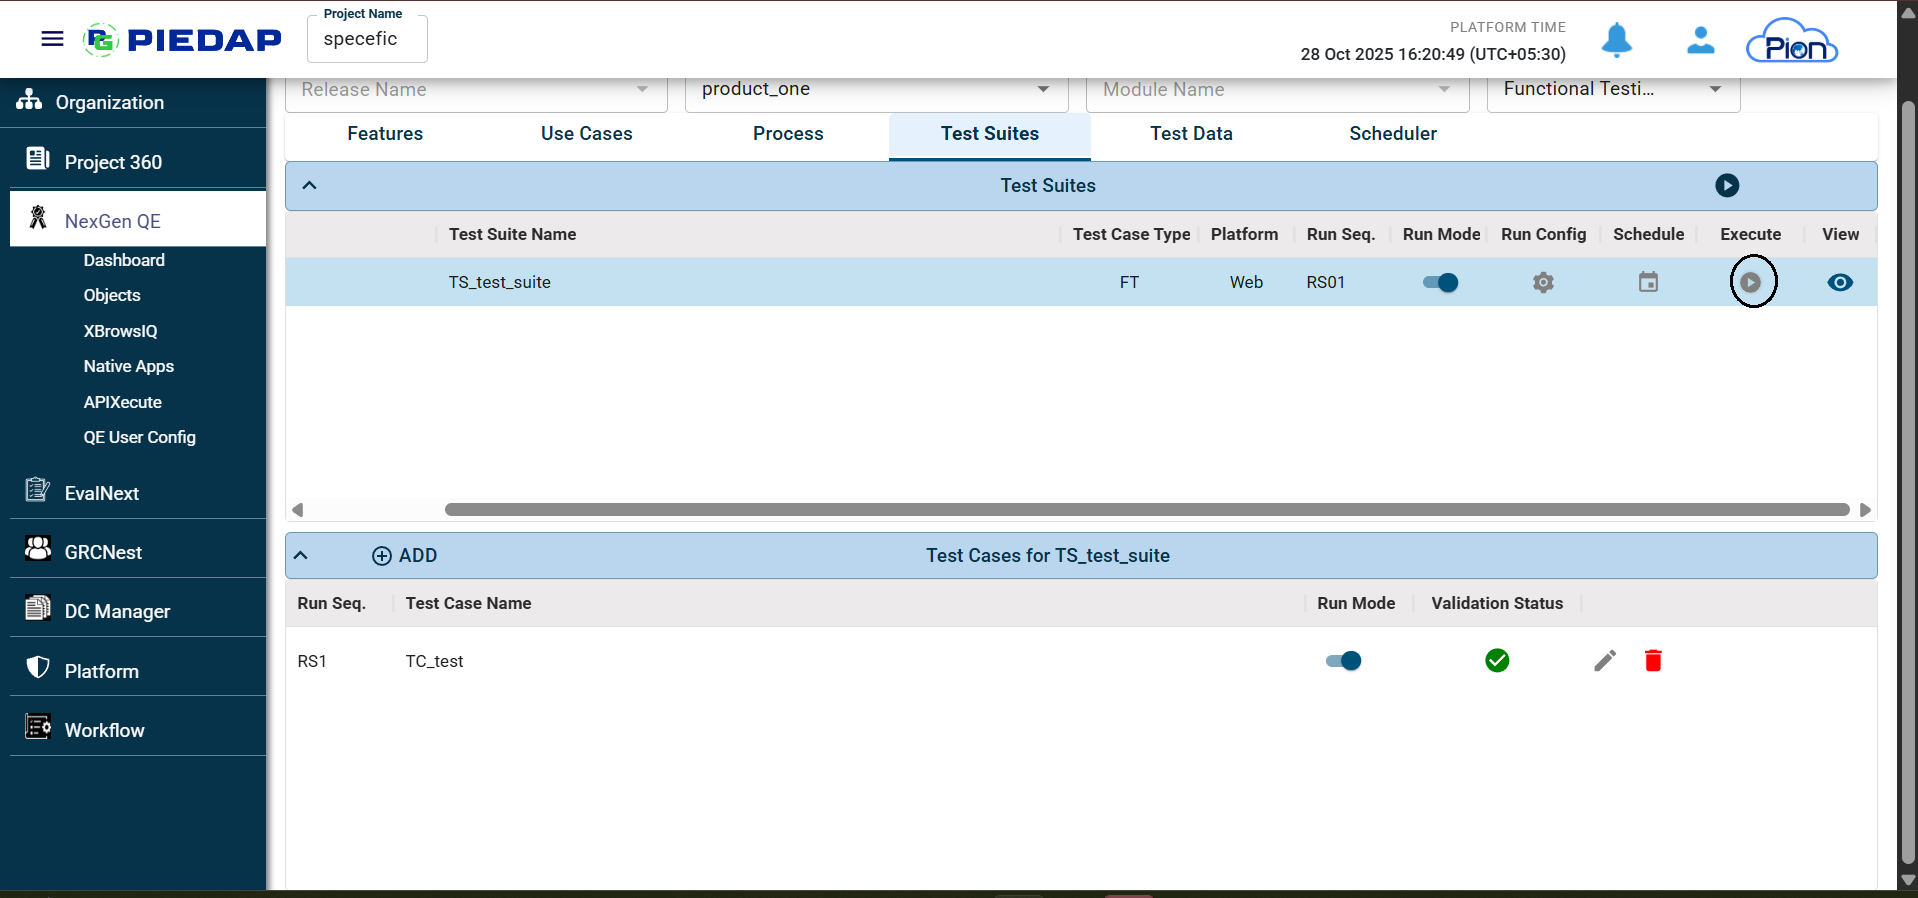 Project Name
PIEDAP
specefic
PLATFORM TIME
28 Oct 2025 16:20:49 (UTC+05:30)
Pion
Organization
Project 360
NexGen QE
Dashboard
Objects
XBrowsIQ
Native Apps
APIXecute
QE User Config
EvalNext
GRCNest
DC Manager
Platform
Workflow
Release Name
product_one
Module Name
Functional Testi...
Features
Use Cases
Process
Test Suites
Test Data
Scheduler
Test Suites
Test Suite Name
Test Case Type
Platform
Run Seq.
Run Mode
Run Config
Schedule
Execute
View
TS_test_suite
FT
Web
RS01
ADD
Test Cases for TS_test_suite
Run Seq.
Test Case Name
Run Mode
Validation Status
RS1
TC_test